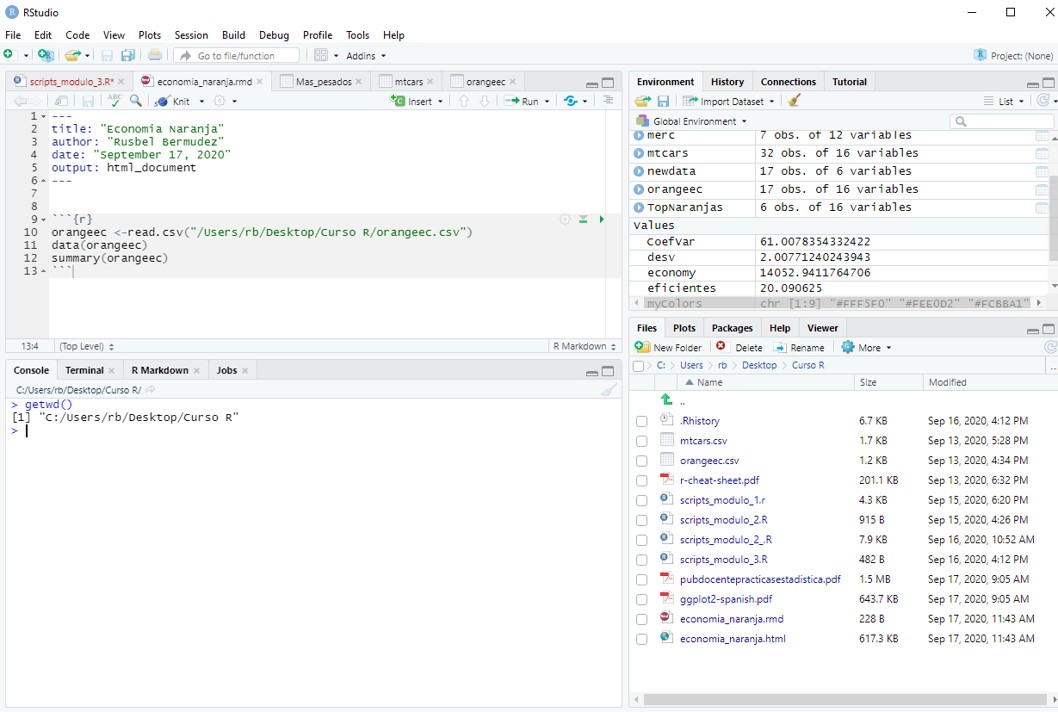 RStudio
File Edit Code View Plots Session Build Debug Profile Tools Help
Go to file/function Addins Project: (None)
scripts_modulo_3.R* economia_naranja.rmd Mas_pesados mtcars orangeec
ABC Knit Insert Run
1 ---
2 title: "Economia Naranja"
3 author: "Rusbel Bermudez"
4 date: "September 17, 2020"
5 output: html_document
6 ---
7
8
9 ```{r}
10 orangeec <-read.csv("/Users/rb/Desktop/Curso R/orangeec.csv")
11 data(orangeec)
12 summary(orangeec)
13 ```
13:4 (Top Level) R Markdown
Console Terminal R Markdown Jobs
C:/Users/rb/Desktop/Curso R/
> getwd()
[1] "C:/Users/rb/Desktop/Curso R"
>
Environment History Connections Tutorial
Import Dataset List
Global Environment
merc 7 obs. of 12 variables
mtcars 32 obs. of 16 variables
newdata 17 obs. of 6 variables
orangeec 17 obs. of 16 variables
TopNaranjas 6 obs. of 16 variables
values
CoefVar 61.0078354332422
desv 2.00771240243943
economy 14052.9411764706
eficientes 20.090625
myColors chr [1:9] "#FFF5F0" "#FEE0D2" "#FCBBA1"
Files Plots Packages Help Viewer
New Folder Delete Rename More
C: Users rb Desktop Curso R ...
Name Size Modified
..
.Rhistory 6.7 KB Sep 16, 2020, 4:12 PM
mtcars.csv 1.7 KB Sep 13, 2020, 5:28 PM
orangeec.csv 1.2 KB Sep 13, 2020, 4:34 PM
r-cheat-sheet.pdf 201.1 KB Sep 13, 2020, 6:32 PM
scripts_modulo_1.r 4.3 KB Sep 15, 2020, 6:20 PM
scripts_modulo_2.R 915 B Sep 15, 2020, 4:26 PM
scripts_modulo_2_.R 7.9 KB Sep 16, 2020, 10:52 AM
scripts_modulo_3.R 482 B Sep 16, 2020, 4:12 PM
pubdocentepracticasestadistica.pdf 1.5 MB Sep 17, 2020, 9:05 AM
ggplot2-spanish.pdf 643.7 KB Sep 17, 2020, 9:05 AM
economia_naranja.rmd 228 B Sep 17, 2020, 11:43 AM
economia_naranja.html 617.3 KB Sep 17, 2020, 11:43 AM